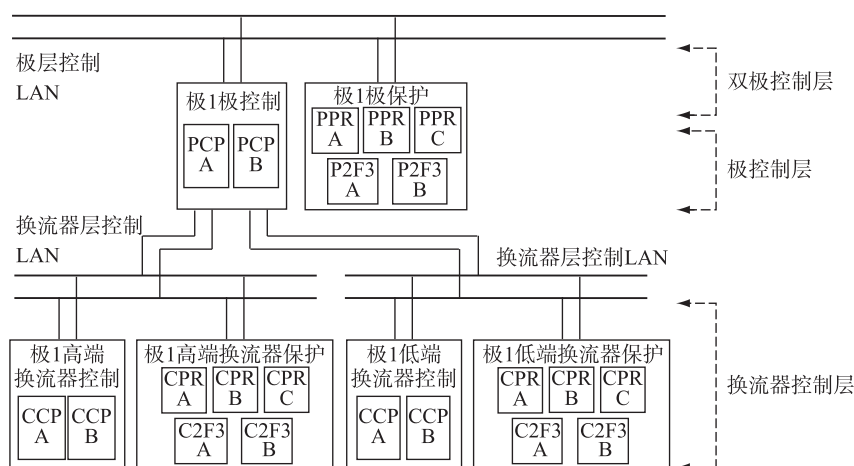 极层控制
LAN
极1极控制
PCP
A
PCP
B
极1极保护
PPR
A
PPR
B
PPR
C
P2F3
A
P2F3
B
双极控制层
极控制层
换流器层控制
LAN
换流器层控制LAN
极1高端
换流器控制
CCP
A
CCP
B
极1高端换流器保护
CPR
A
CPR
B
CPR
C
C2F3
A
C2F3
B
极1低端
换流器控制
CCP
A
CCP
B
极1低端换流器保护
CPR
A
CPR
B
CPR
C
C2F3
A
C2F3
B
换流器控制层